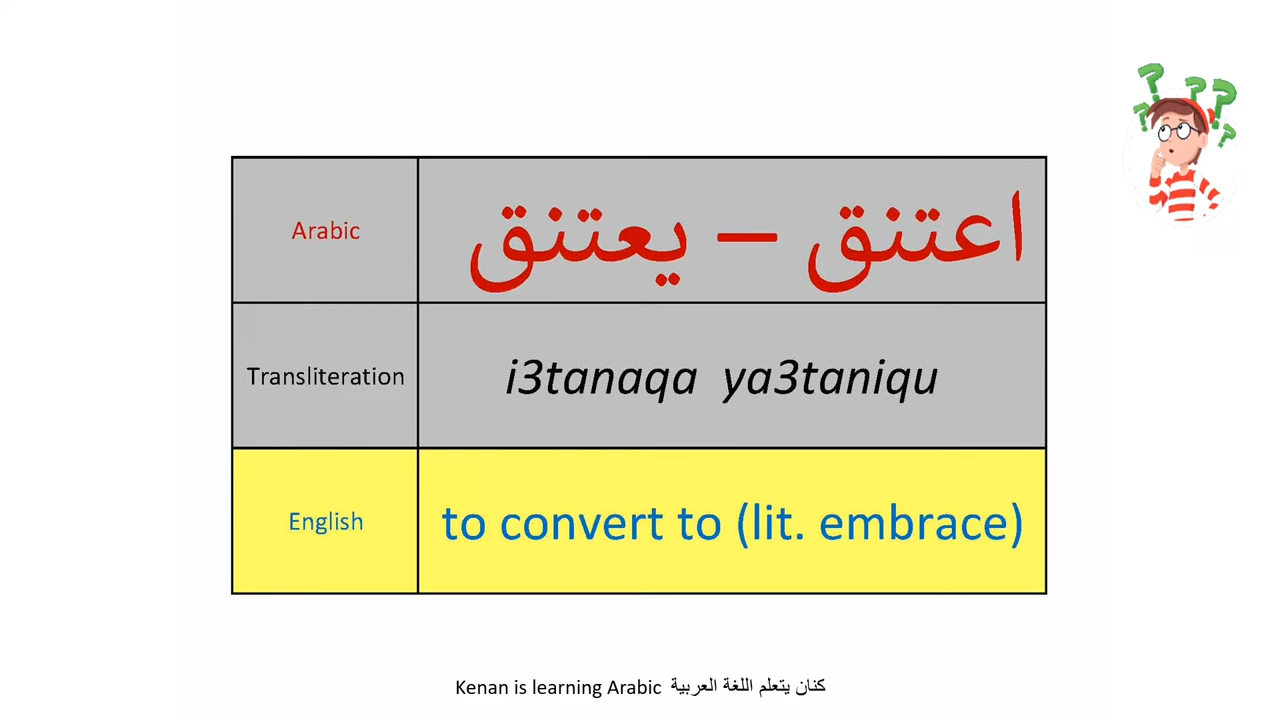 Arabic اعتنق – يعتنق
Transliteration i3tanaqa ya3taniqu
English to convert to (lit. embrace)
Kenan is learning Arabic كنان يتعلم اللغة العربية